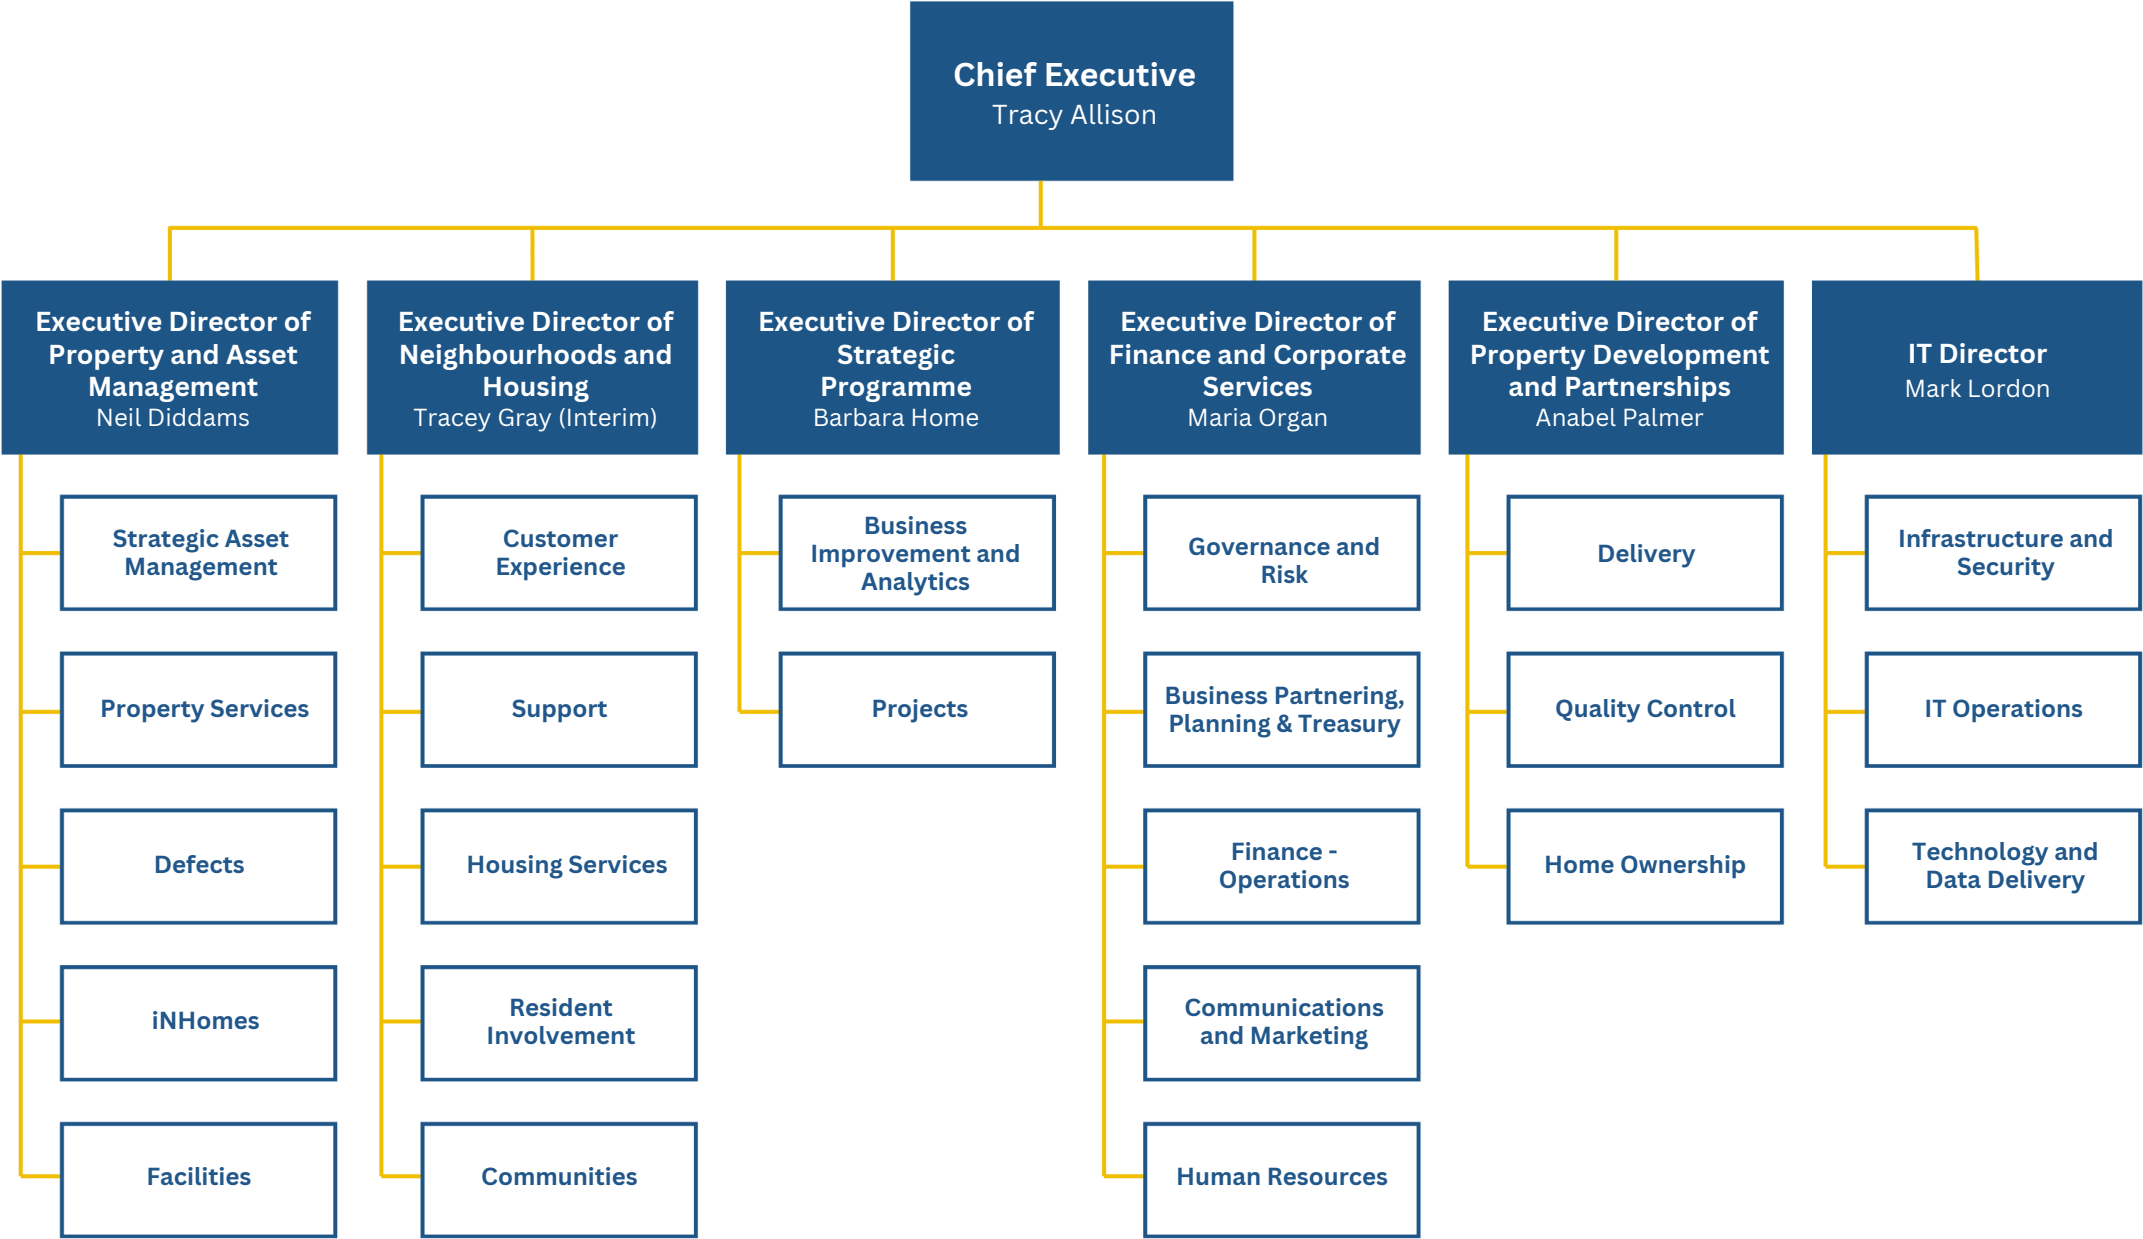 Chief Executive
Tracy Allison
Executive Director of
Property and Asset
Management
Neil Diddams
Executive Director of
Neighbourhoods and
Housing
Tracey Gray (Interim)
Executive Director of
Strategic
Programme
Barbara Home
Executive Director of
Finance and Corporate
Services
Maria Organ
Executive Director of
Property Development
and Partnerships
Anabel Palmer
IT Director
Mark Lordon
Strategic Asset
Management
Property Services
Defects
iNHomes
Facilities
Customer
Experience
Support
Housing Services
Resident
Involvement
Communities
Business
Improvement and
Analytics
Projects
Governance and
Risk
Business Partnering,
Planning & Treasury
Finance -
Operations
Communications
and Marketing
Human Resources
Delivery
Quality Control
Home Ownership
Infrastructure and
Security
IT Operations
Technology and
Data Delivery